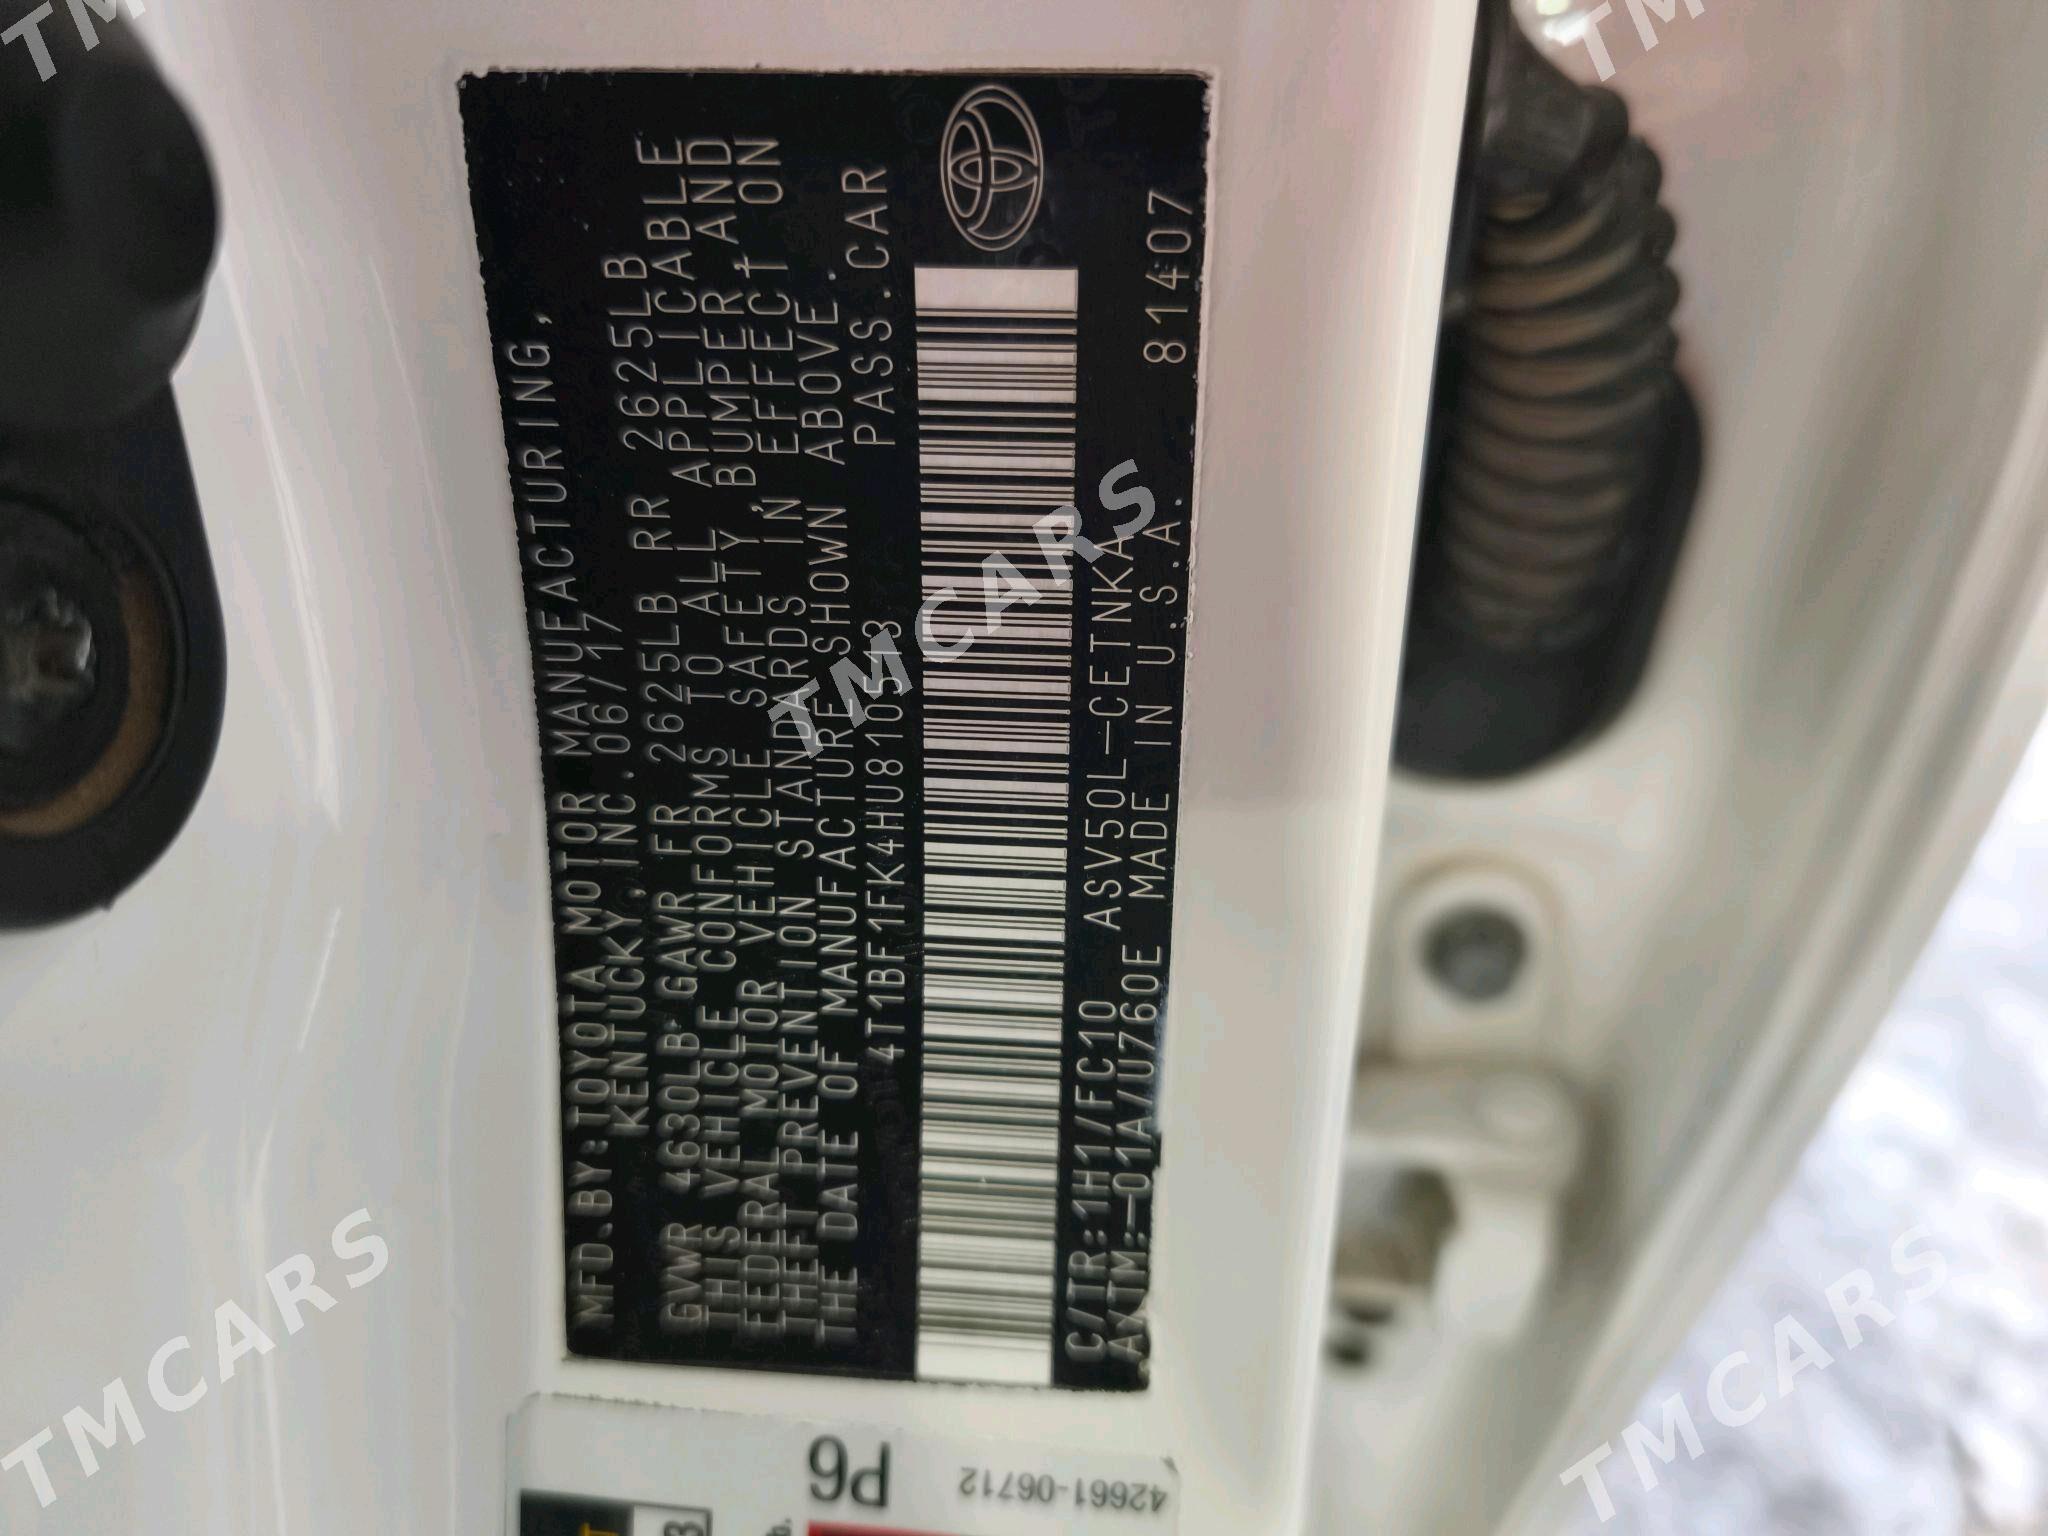 MFD.BY:TOYOTA MOTOR MANUFACTURING,
KENTUCKY,INC.06/17
GVWR 4630LB GAWR FR 2625LB RR 2625LB
THIS VEHICLE CONFORMS TO ALL APPLICABLE
FEDERAL MOTOR VEHICLE SAFETY,BUMPER,AND
THEFT PREVENTION STANDARDS IN EFFECT ON
THE DATE OF MANUFACTURE SHOWN ABOVE.
4T1BF1FK4HU810513 PASS.CAR
C/TR:1H1/FC10 ASV50L-CETNKA
A/TM:-01A/U760E MADE IN U.S.A. 81407
P6
42661-06712
TMCARS
TMCARS
TMCARS